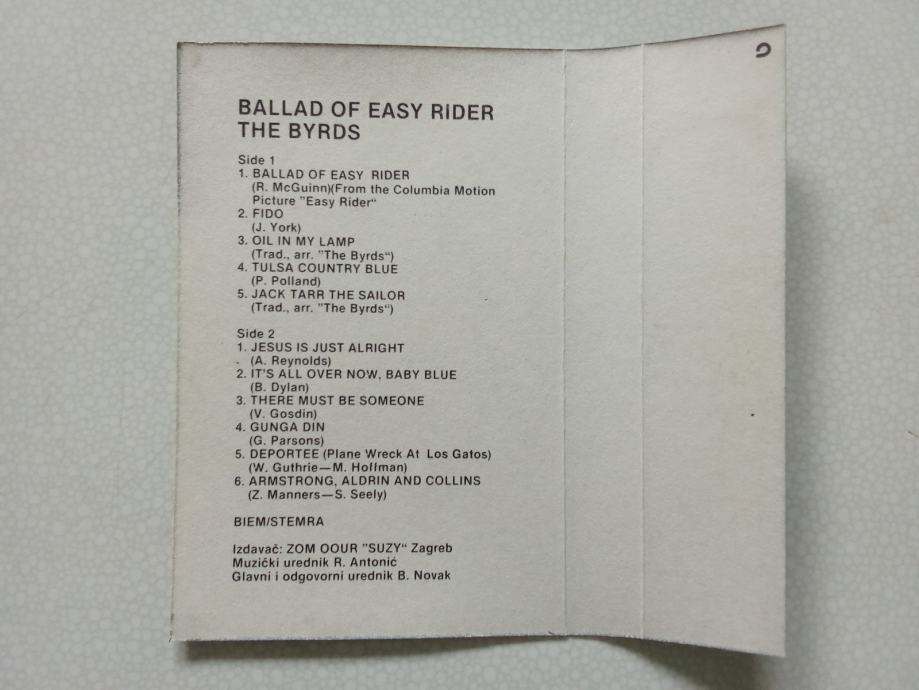 BALLAD OF EASY RIDER
THE BYRDS
Side 1
1. BALLAD OF EASY RIDER
(R. McGuinn)(From the Columbia Motion
Picture "Easy Rider“
2. FIDO
(J. York)
3. OIL IN MY LAMP
(Trad., arr. "The Byrds“)
4. TULSA COUNTRY BLUE
(P. Polland)
5. JACK TARR THE SAILOR
(Trad., arr. "The Byrds“)
Side 2
1. JESUS IS JUST ALRIGHT
(A. Reynolds)
2. IT'S ALL OVER NOW, BABY BLUE
(B. Dylan)
3. THERE MUST BE SOMEONE
(V. Gosdin)
4. GUNGA DIN
(G. Parsons)
5. DEPORTEE (Plane Wreck At Los Gatos)
(W. Guthrie—M. Hoffman)
6. ARMSTRONG, ALDRIN AND COLLINS
(Z. Manners—S. Seely)
BIEM/STEMRA
Izdavač: ZOM OOUR "SUZY“ Zagreb
Muzički urednik R. Antonić
Glavni i odgovorni urednik B. Novak